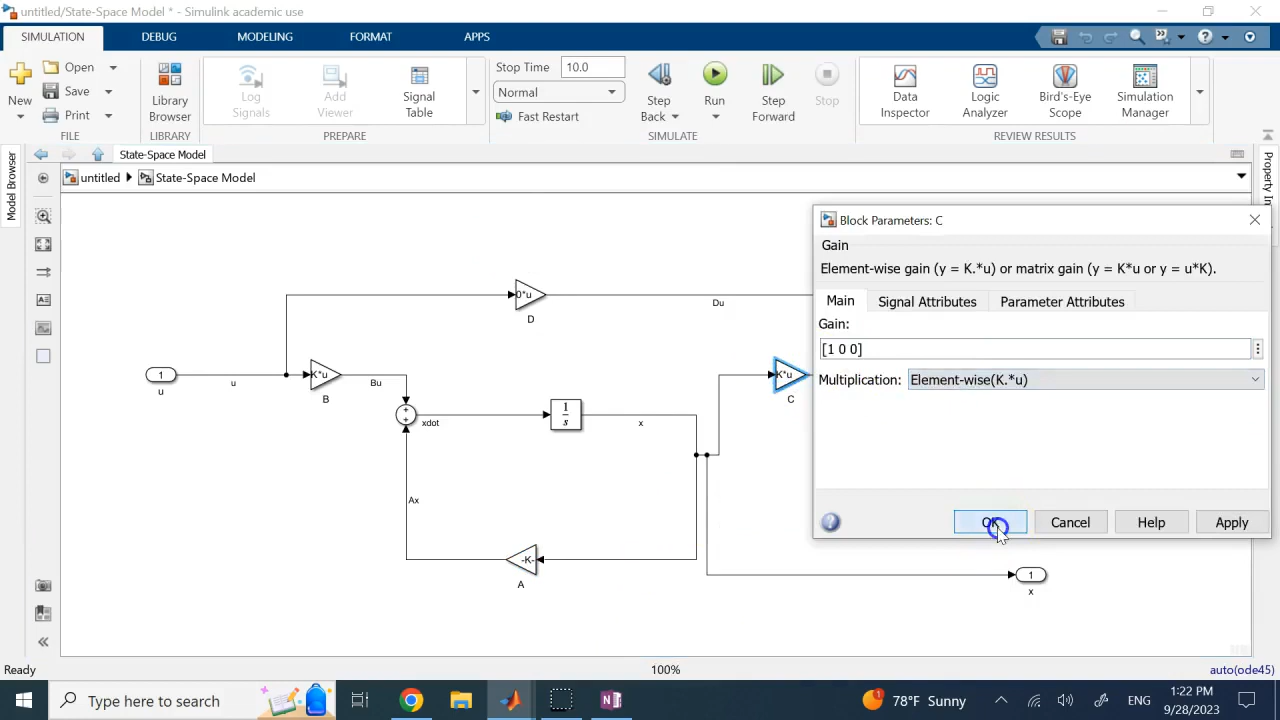 untitled/State-Space Model * - Simulink academic use
SIMULATION
DEBUG
MODELING
FORMAT
APPS
New
Open
Save
Print
FILE
Library
Browser
LIBRARY
Log
Signals
Add
Viewer
Signal
Table
PREPARE
Stop Time 10.0
Normal
Fast Restart
Step
Back
Run
Step
Forward
Stop
SIMULATE
Data
Inspector
Logic
Analyzer
Bird's-Eye
Scope
Simulation
Manager
REVIEW RESULTS
State-Space Model
untitled
State-Space Model
Model Browser
Block Parameters: C
Gain
Element-wise gain (y = K.*u) or matrix gain (y = K*u or y = u*K).
Main
Signal Attributes
Parameter Attributes
Gain:
[1 0 0]
Multiplication: Element-wise(K.*u)
OK
Cancel
Help
Apply
0*u
D
Du
1
u
u
K*u
B
Bu
+
+
xdot
1
s
x
K*u
C
Ax
-K-
A
1
x
Ready
100%
auto(ode45)
Type here to search
1
78°F Sunny
ENG
1:22 PM
9/28/2023